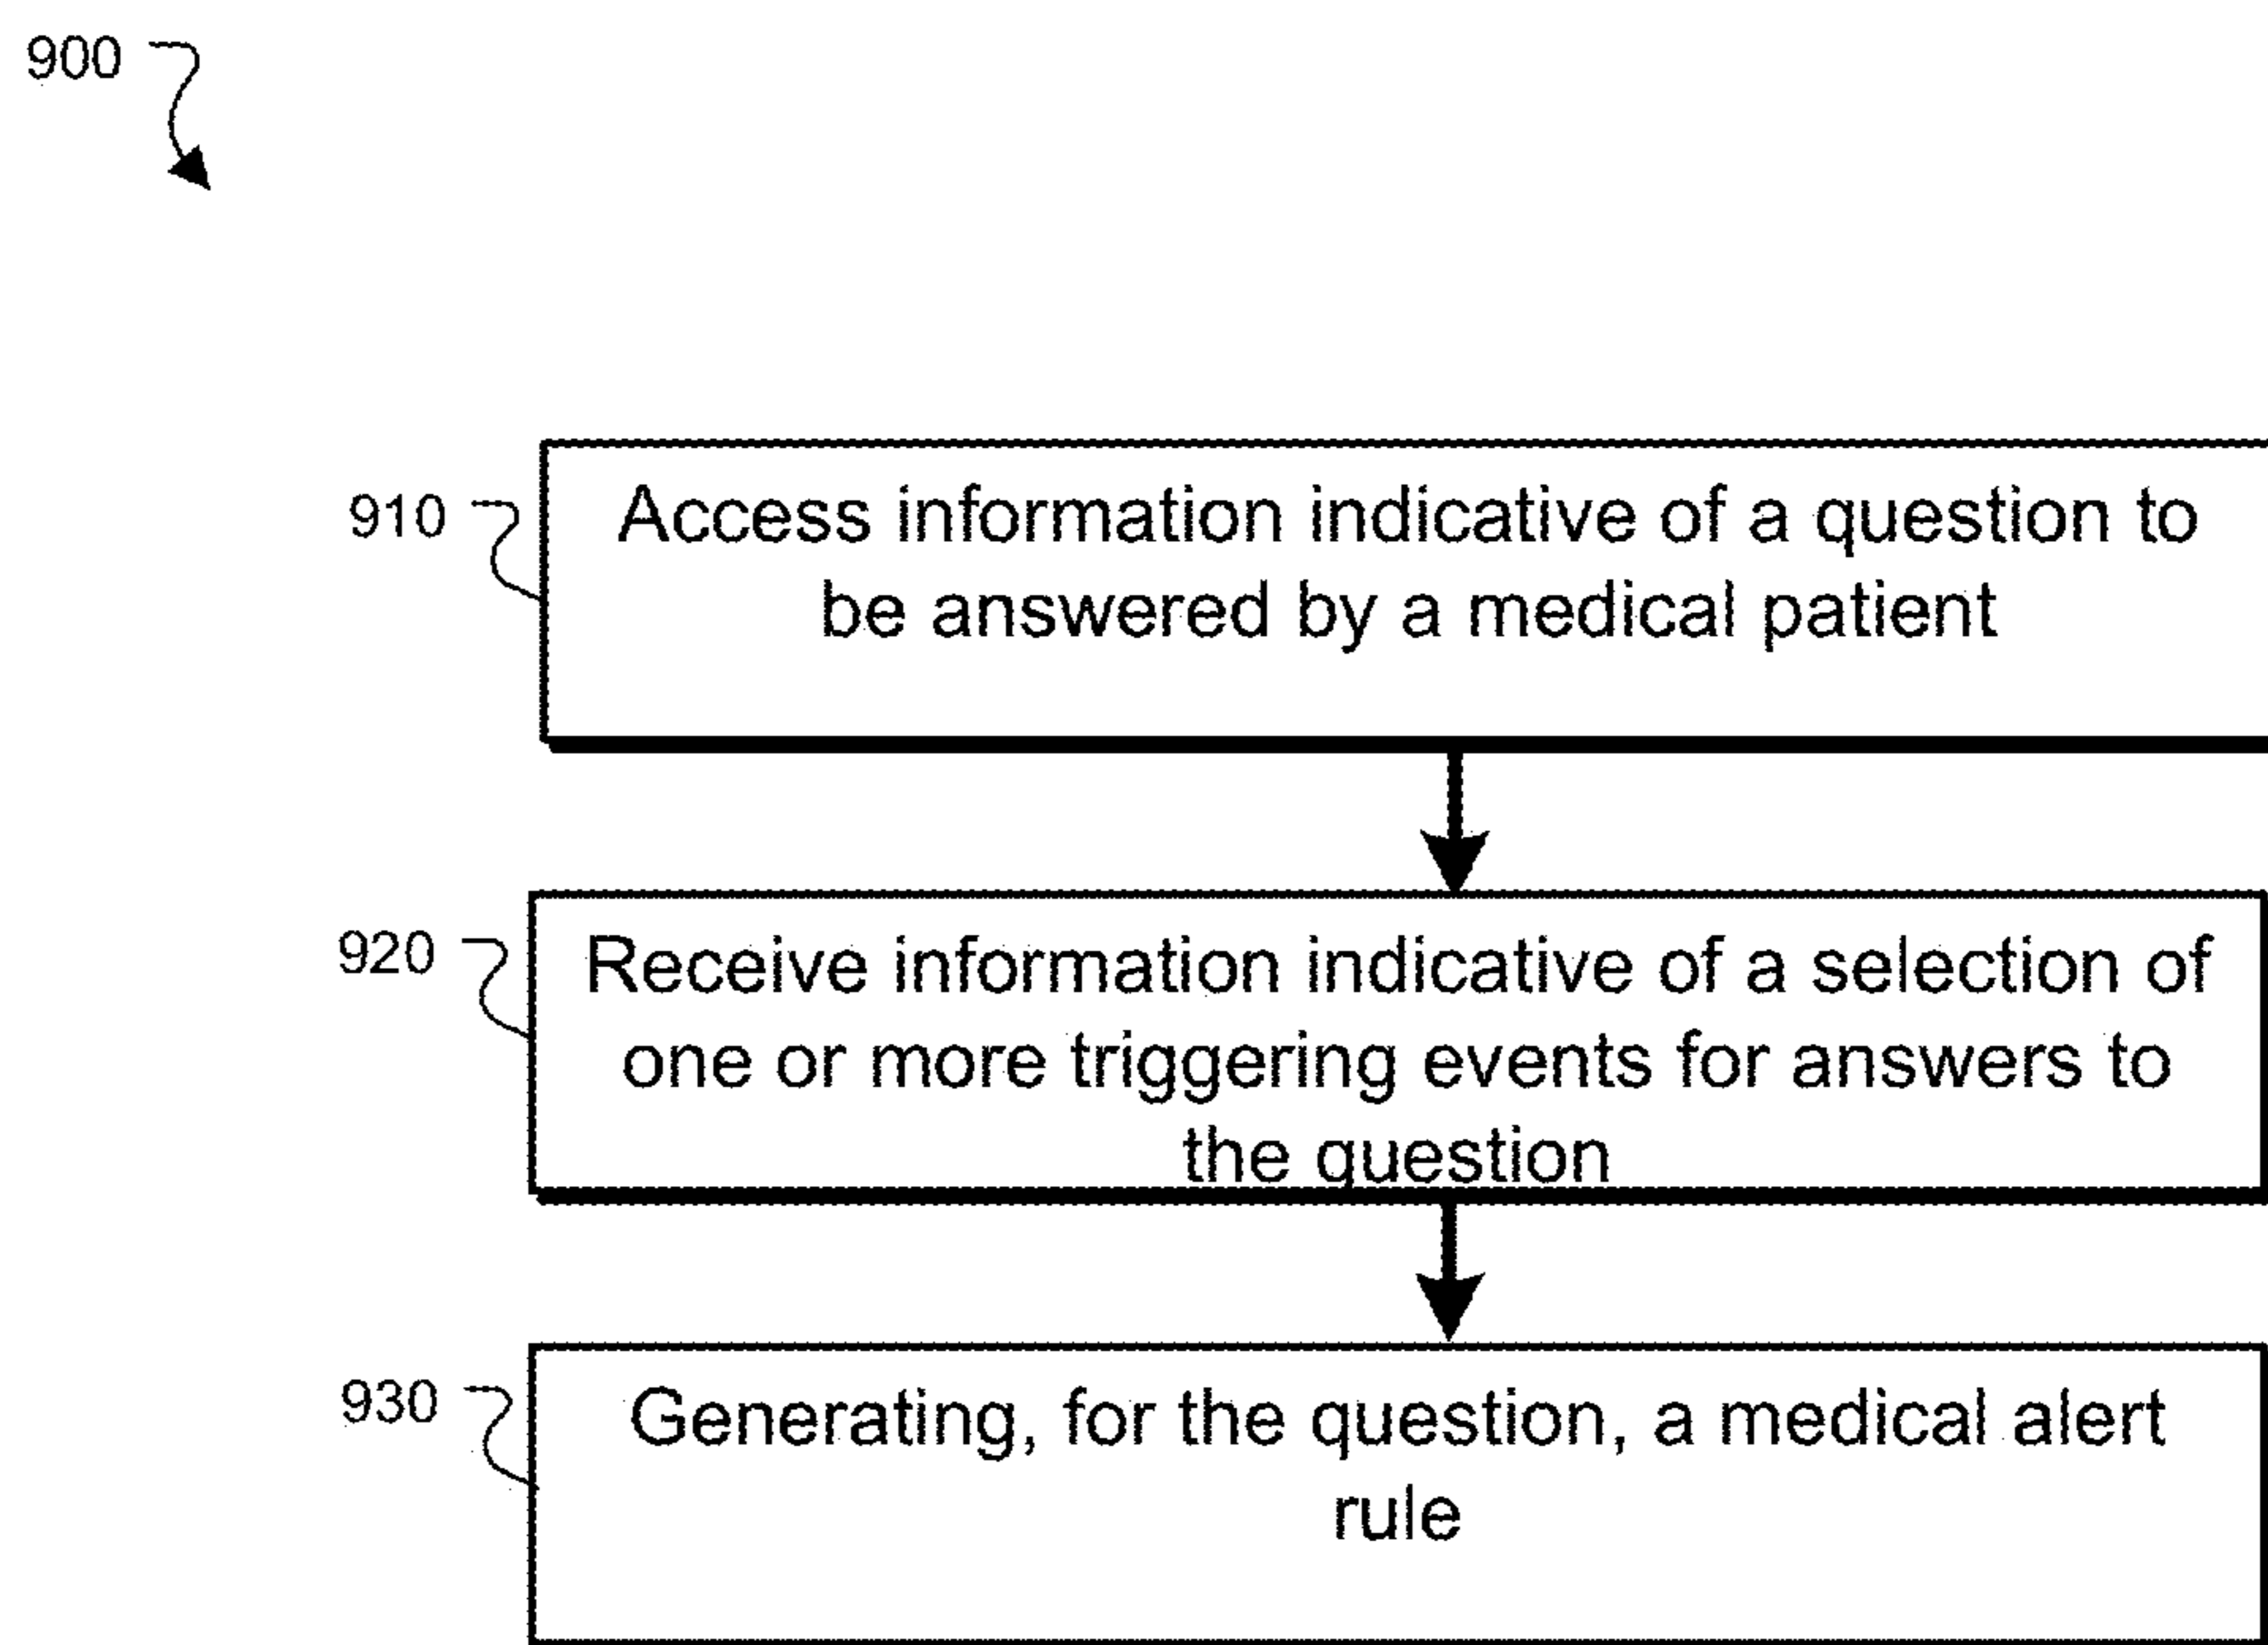 900
910
Access information indicative of a question to
be answered by a medical patient
920
Receive information indicative of a selection of
one or more triggering events for answers to
the question
930
Generating, for the question, a medical alert
rule